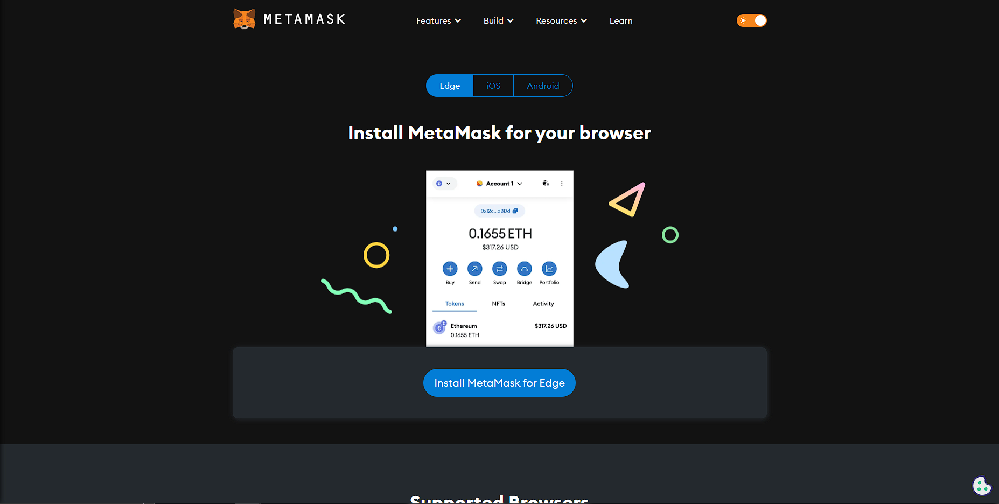 METAMASK
Features Build Resources Learn
Edge iOS Android
Install MetaMask for your browser
Account 1
0x12c...aBDd
0.1655 ETH
$317.26 USD
Buy Send Swap Bridge Portfolio
Tokens NFTs Activity
Ethereum $317.26 USD
0.1655 ETH
Install MetaMask for Edge
Supported Browsers